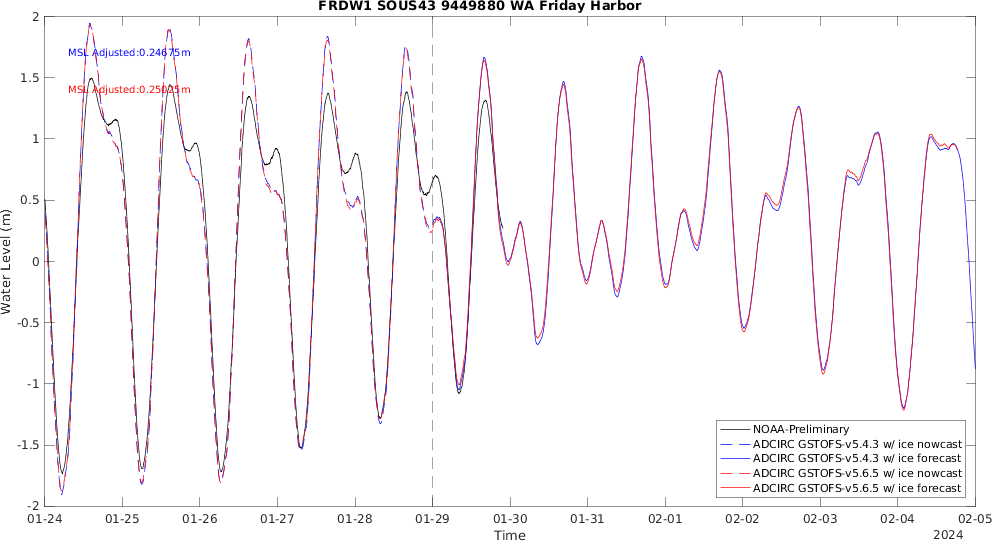 FRDW1 SOUS43 9449880 WA Friday Harbor
MSL Adjusted:0.24675m
MSL Adjusted:0.25025m
Water Level (m)
2
1.5
1
0.5
0
-0.5
-1
-1.5
-2
NOAA-Preliminary
ADCIRC GSTOFS-v5.4.3 w/ ice nowcast
ADCIRC GSTOFS-v5.4.3 w/ ice forecast
ADCIRC GSTOFS-v5.6.5 w/ ice nowcast
ADCIRC GSTOFS-v5.6.5 w/ ice forecast
01-24 01-25 01-26 01-27 01-28 01-29 01-30 01-31 02-01 02-02 02-03 02-04 02-05
Time
2024